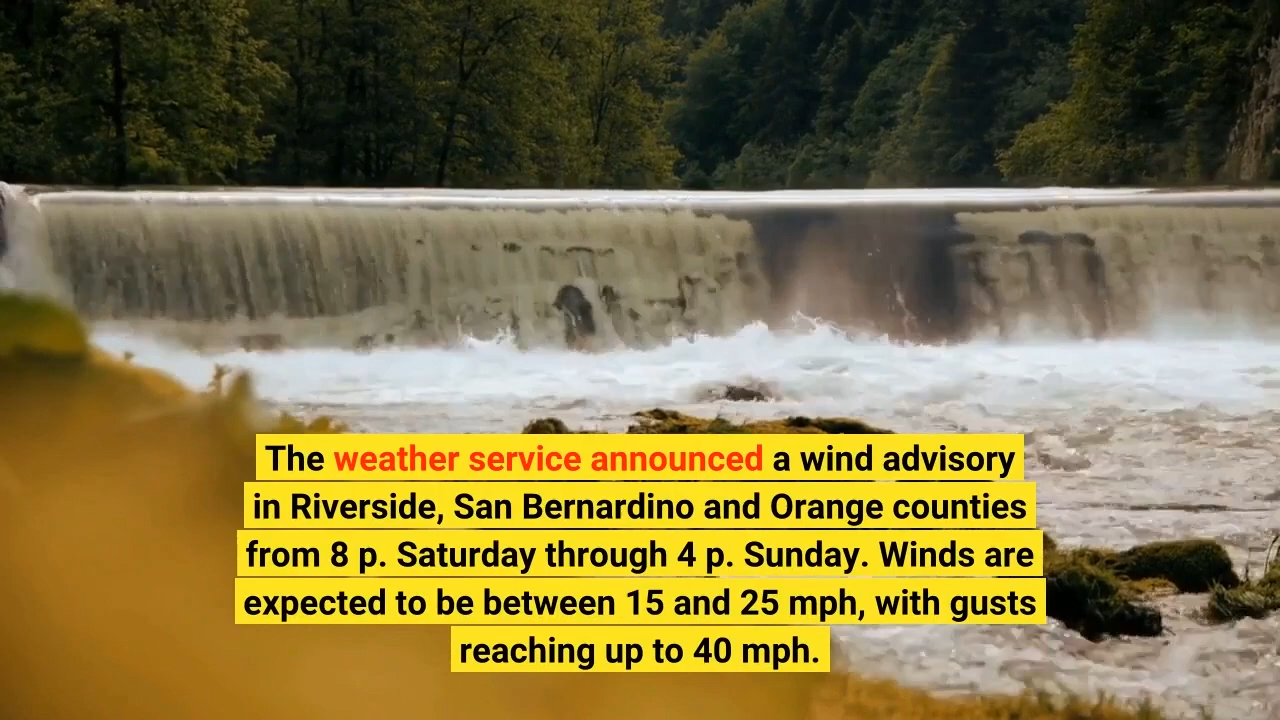 The weather service announced a wind advisory
in Riverside, San Bernardino and Orange counties
from 8 p. Saturday through 4 p. Sunday. Winds are
expected to be between 15 and 25 mph, with gusts
reaching up to 40 mph.